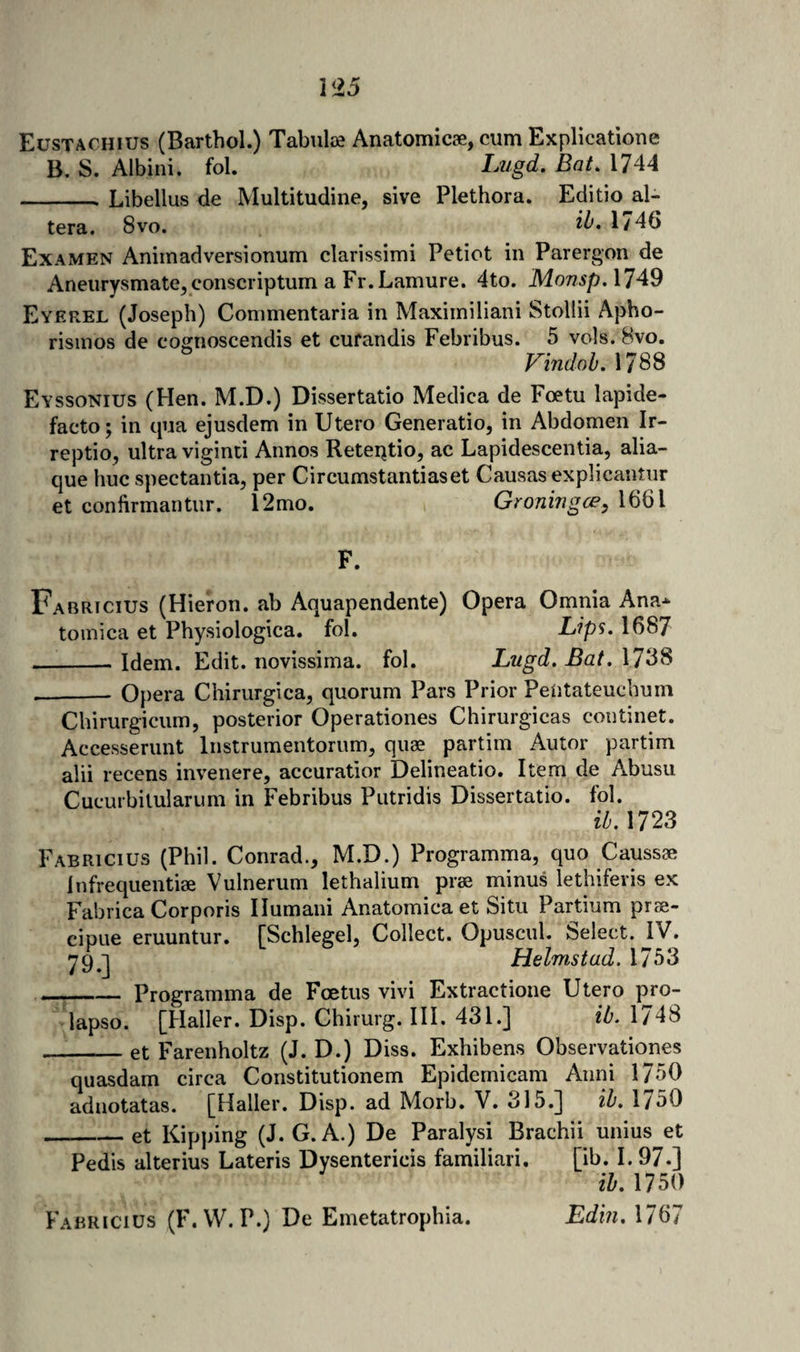 125
Eustachius (Barthol.) Tabulæ Anatomicæ, cum Explicatione
B. S. Albini. fol. Lugd. Bat. 1744
——— Libellus de Multitudine, sive Plethora. Editio al-
tera. 8vo. ib. 1746
Examen Animadversionum clarissimi Petiot in Parergon de
Aneurysmate, conscriptum a Fr. Lamure. 4to. Monsp. 1749
Eyerel (Joseph) Commentaria in Maximiliani Stollii Apho-
rismos de cognoscendis et curandis Febribus. 5 vols. 8vo.
Vindob. 1788
Eyssonius (Hen. M.D.) Dissertatio Medica de Fœtu lapide-
facto; in qua ejusdem in Utero Generatio, in Abdomen Ir-
reptio, ultra viginti Annos Retentio, ac Lapidescentia, alia-
que huc spectantia, per Circumstantias et Causas explicantur
et confirmantur. 12mo. Groningæ, 1661
F.
Fabricius (Hieron. ab Aquapendente) Opera Omnia Ana-
tomica et Physiologica. fol. Lips. 1687
——— Idem. Edit. novissima. fol. Lugd. Bat. 1738
——— Opera Chirurgica, quorum Pars Prior Pentateuchum
Chirurgicum, posterior Operationes Chirurgicas continet.
Accesserunt Instrumentorum, quæ partim Autor partim
alii recens invenere, accuratior Delineatio. Item de Abusu
Cucurbitularum in Febribus Putridis Dissertatio. fol.
ib. 1723
Fabricius (Phil. Conrad., M.D.) Programma, quo Caussæ
Infrequentiæ Vulnerum lethalium præ minus lethiferis ex
Fabrica Corporis Humani Anatomica et Situ Partium præ-
cipue eruuntur. [Schlegel, Collect. Opuscul. Select. IV.
79.] Helmstad. 1753
——— Programma de Fœtus vivi Extractione Utero pro-
lapso. [Haller. Disp. Chirurg. III. 431.] ib. 1748
——— et Farenholtz (J. D.) Diss. Exhibens Observationes
quasdam circa Constitutionem Epidemicam Anni 1750
adnotatas. [Haller. Disp. ad Morb. V. 315.] ib. 1750
——— et Kipping (J. G. A.) De Paralysi Brachii unius et
Pedis alterius Lateris Dysentericis familiari. [ib. I. 97.]
ib. 1750
Fabricius (F. W. P.) De Emetatrophia. Edin. 1767